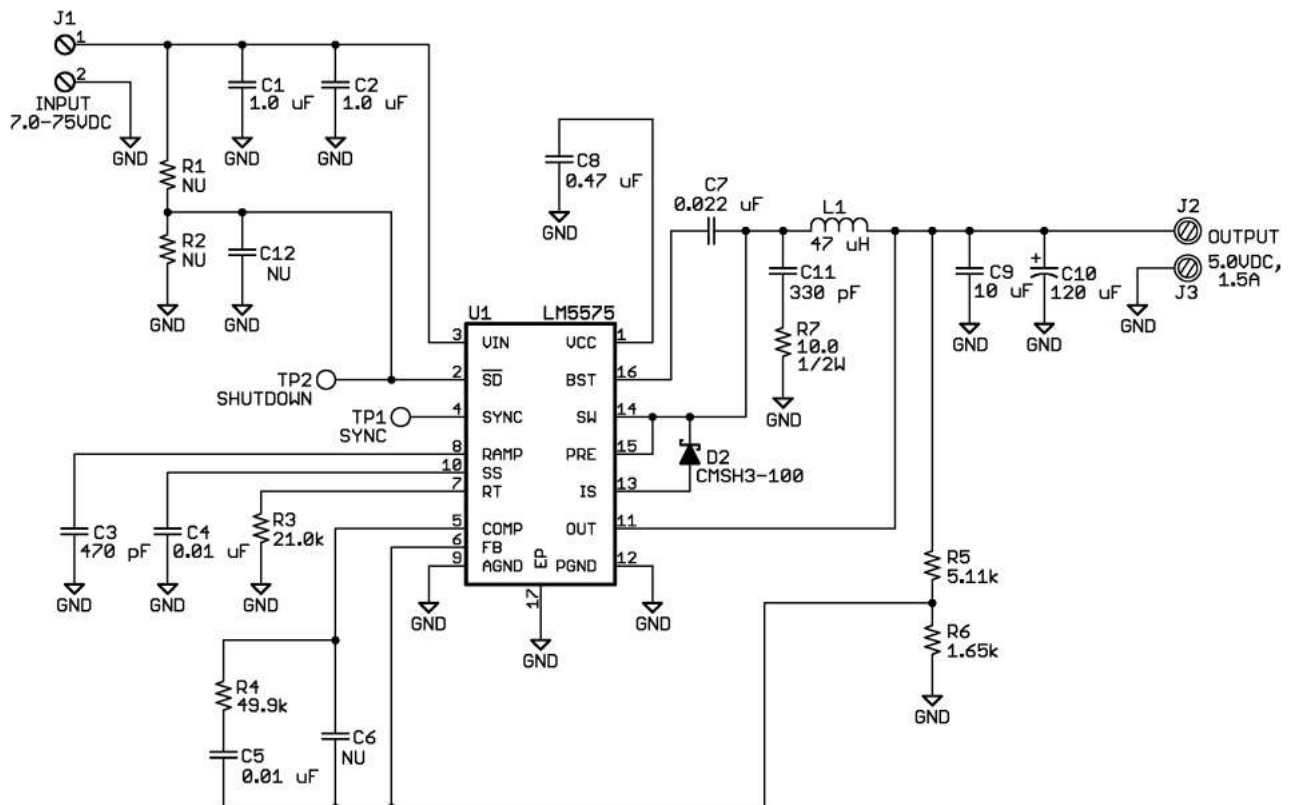 J1
1
2
INPUT
7.0-75VDC
GND
C1
1.0 uF
GND
C2
1.0 uF
GND
R1
NU
R2
NU
GND
C12
NU
GND
C8
0.47 uF
GND
C7
0.022 uF
L1
47 uH
C11
330 pF
R7
10.0
1/2W
GND
C9
10 uF
GND
C10
120 uF
+
GND
J2
OUTPUT
5.0VDC,
1.5A
J3
GND
U1 LM5575
3 VIN VCC 1
2 SD BST 16
4 SYNC SW 14
8 RAMP PRE 15
10 SS
7 RT IS 13
5 COMP OUT 11
6 FB
9 AGND EP PGND 12
17
GND
GND
GND
TP2
SHUTDOWN
TP1
SYNC
D2
CMSH3-100
C3
470 pF
GND
C4
0.01 uF
GND
R3
21.0k
GND
R5
5.11k
R6
1.65k
GND
R4
49.9k
C5
0.01 uF
C6
NU